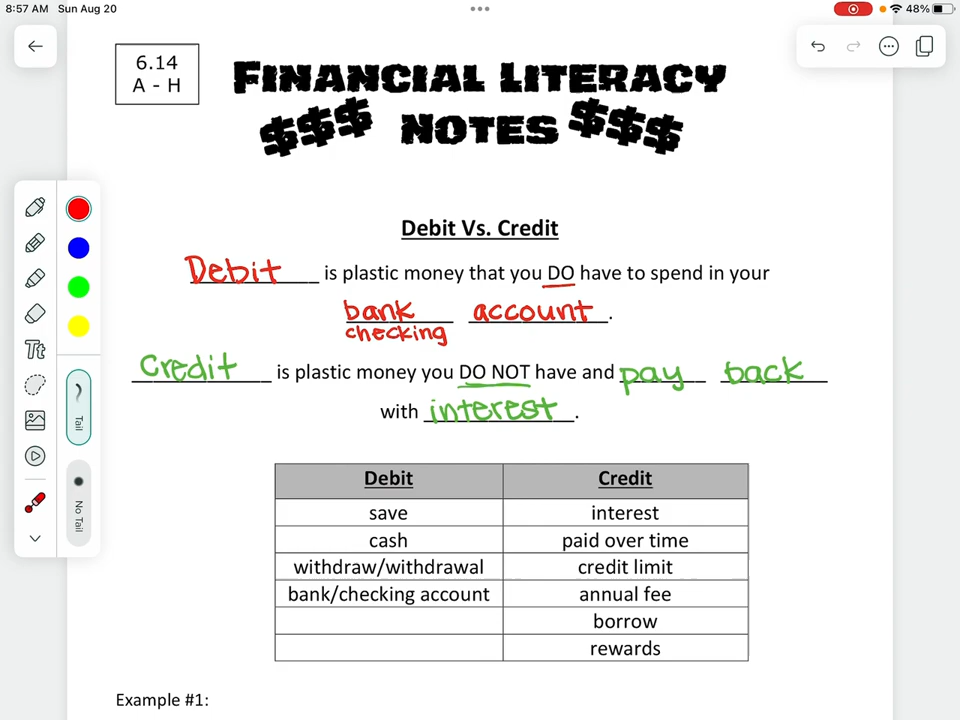 8:57 AM Sun Aug 20
48%
6.14
A - H
FINANCIAL LITERACY
$$$ NOTES $$$
Debit Vs. Credit
Debit is plastic money that you DO have to spend in your
bank account.
checking
Credit is plastic money you DO NOT have and pay back
with interest.
Debit Credit
save interest
cash paid over time
withdraw/withdrawal credit limit
bank/checking account annual fee
borrow
rewards
Example #1:
Tt
Tail
No Tail